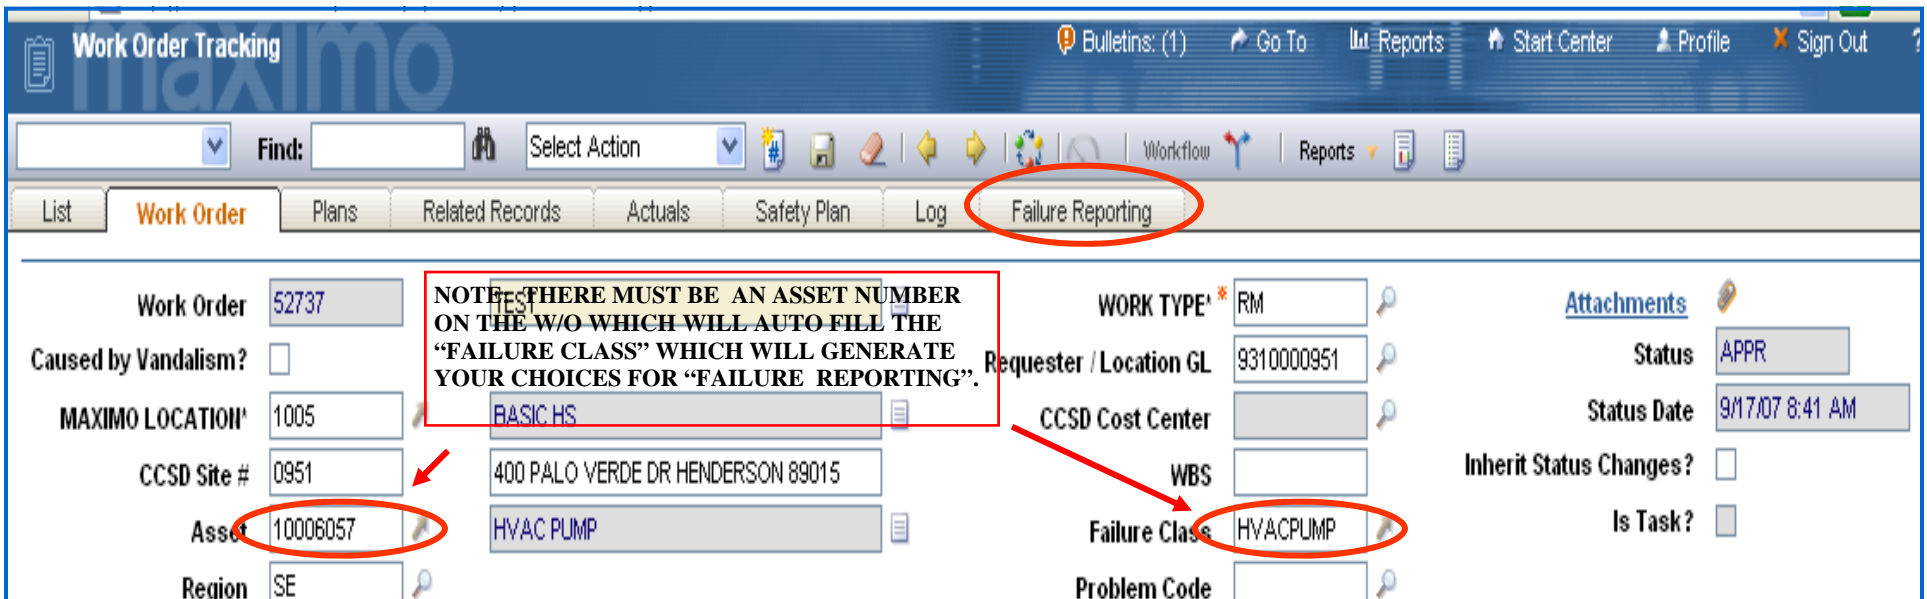 Work Order Tracking
maximo
Bulletins: (1) Go To Reports Start Center Profile Sign Out ?
Find: Select Action Workflow Reports
List Work Order Plans Related Records Actuals Safety Plan Log Failure Reporting
Work Order 52737 TEST WORK TYPE* * RM Attachments
NOTE: THERE MUST BE AN ASSET NUMBER
ON THE W/O WHICH WILL AUTO FILL THE
“FAILURE CLASS” WHICH WILL GENERATE
YOUR CHOICES FOR “FAILURE REPORTING”.
Caused by Vandalism? Requester / Location GL 9310000951 Status APPR
MAXIMO LOCATION* 1005 BASIC HS CCSD Cost Center Status Date 9/17/07 8:41 AM
CCSD Site # 0951 400 PALO VERDE DR HENDERSON 89015 WBS Inherit Status Changes?
Asset 10006057 HVAC PUMP Failure Class HVACPUMP Is Task?
Region SE Problem Code